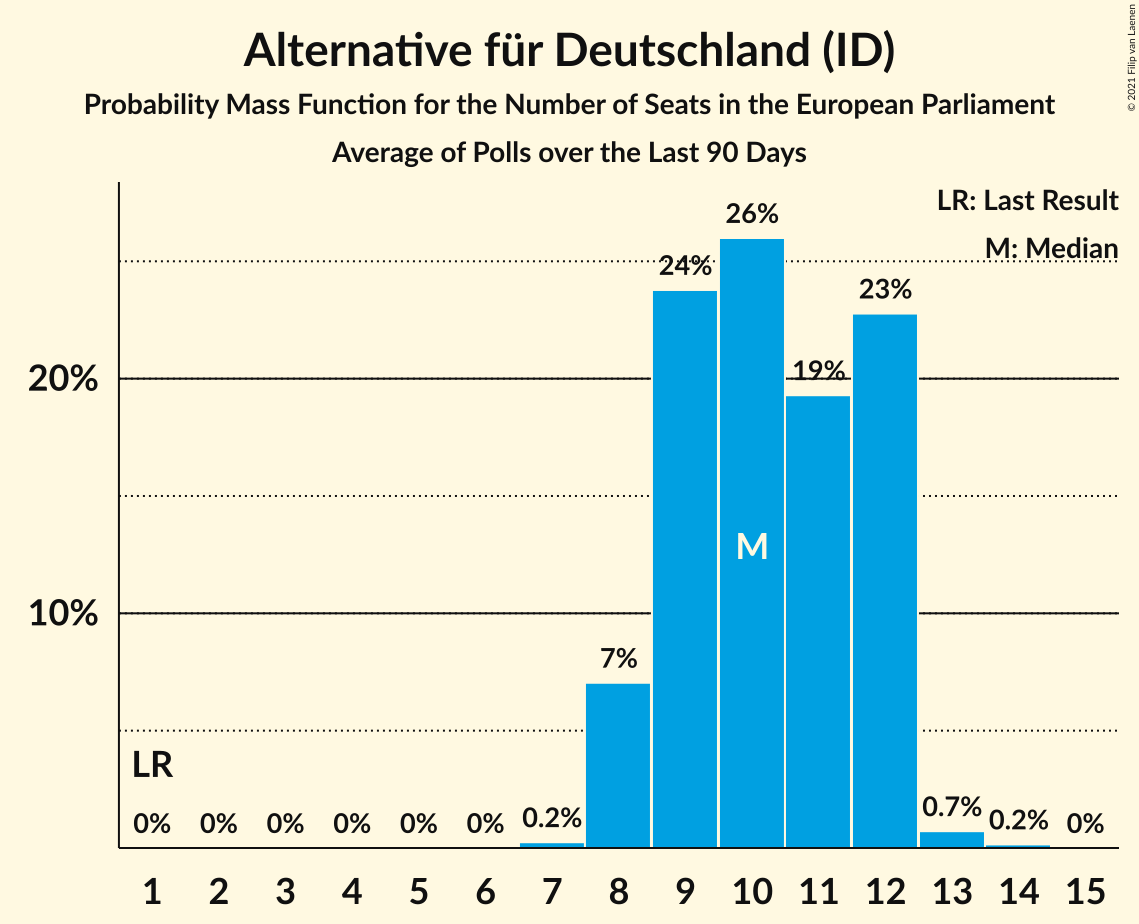 Alternative für Deutschland (ID)
Probability Mass Function for the Number of Seats in the European Parliament
Average of Polls over the Last 90 Days
© 2021 Filip van Laenen
LR: Last Result
M: Median
20%
10%
LR
M
0% 0% 0% 0% 0% 0% 0.2% 7% 24% 26% 19% 23% 0.7% 0.2% 0%
1 2 3 4 5 6 7 8 9 10 11 12 13 14 15